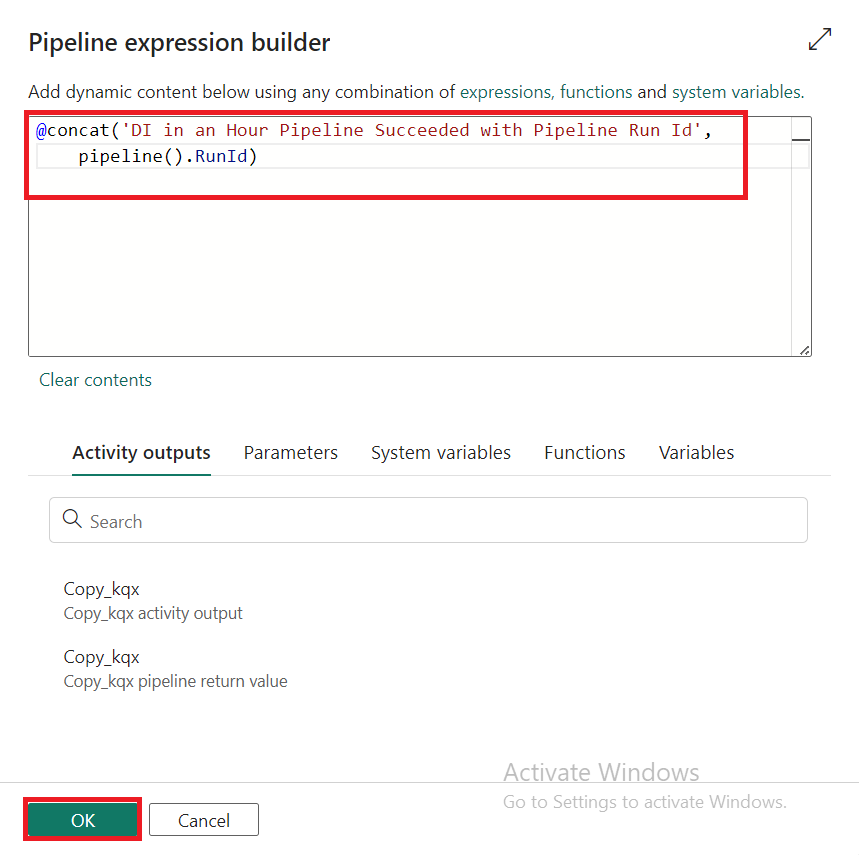 Pipeline expression builder
Add dynamic content below using any combination of expressions, functions and system variables.
@concat('DI in an Hour Pipeline Succeeded with Pipeline Run Id',
pipeline().RunId)
Clear contents
Activity outputs Parameters System variables Functions Variables
Search
Copy_kqx
Copy_kqx activity output
Copy_kqx
Copy_kqx pipeline return value
Activate Windows
Go to Settings to activate Windows.
OK Cancel